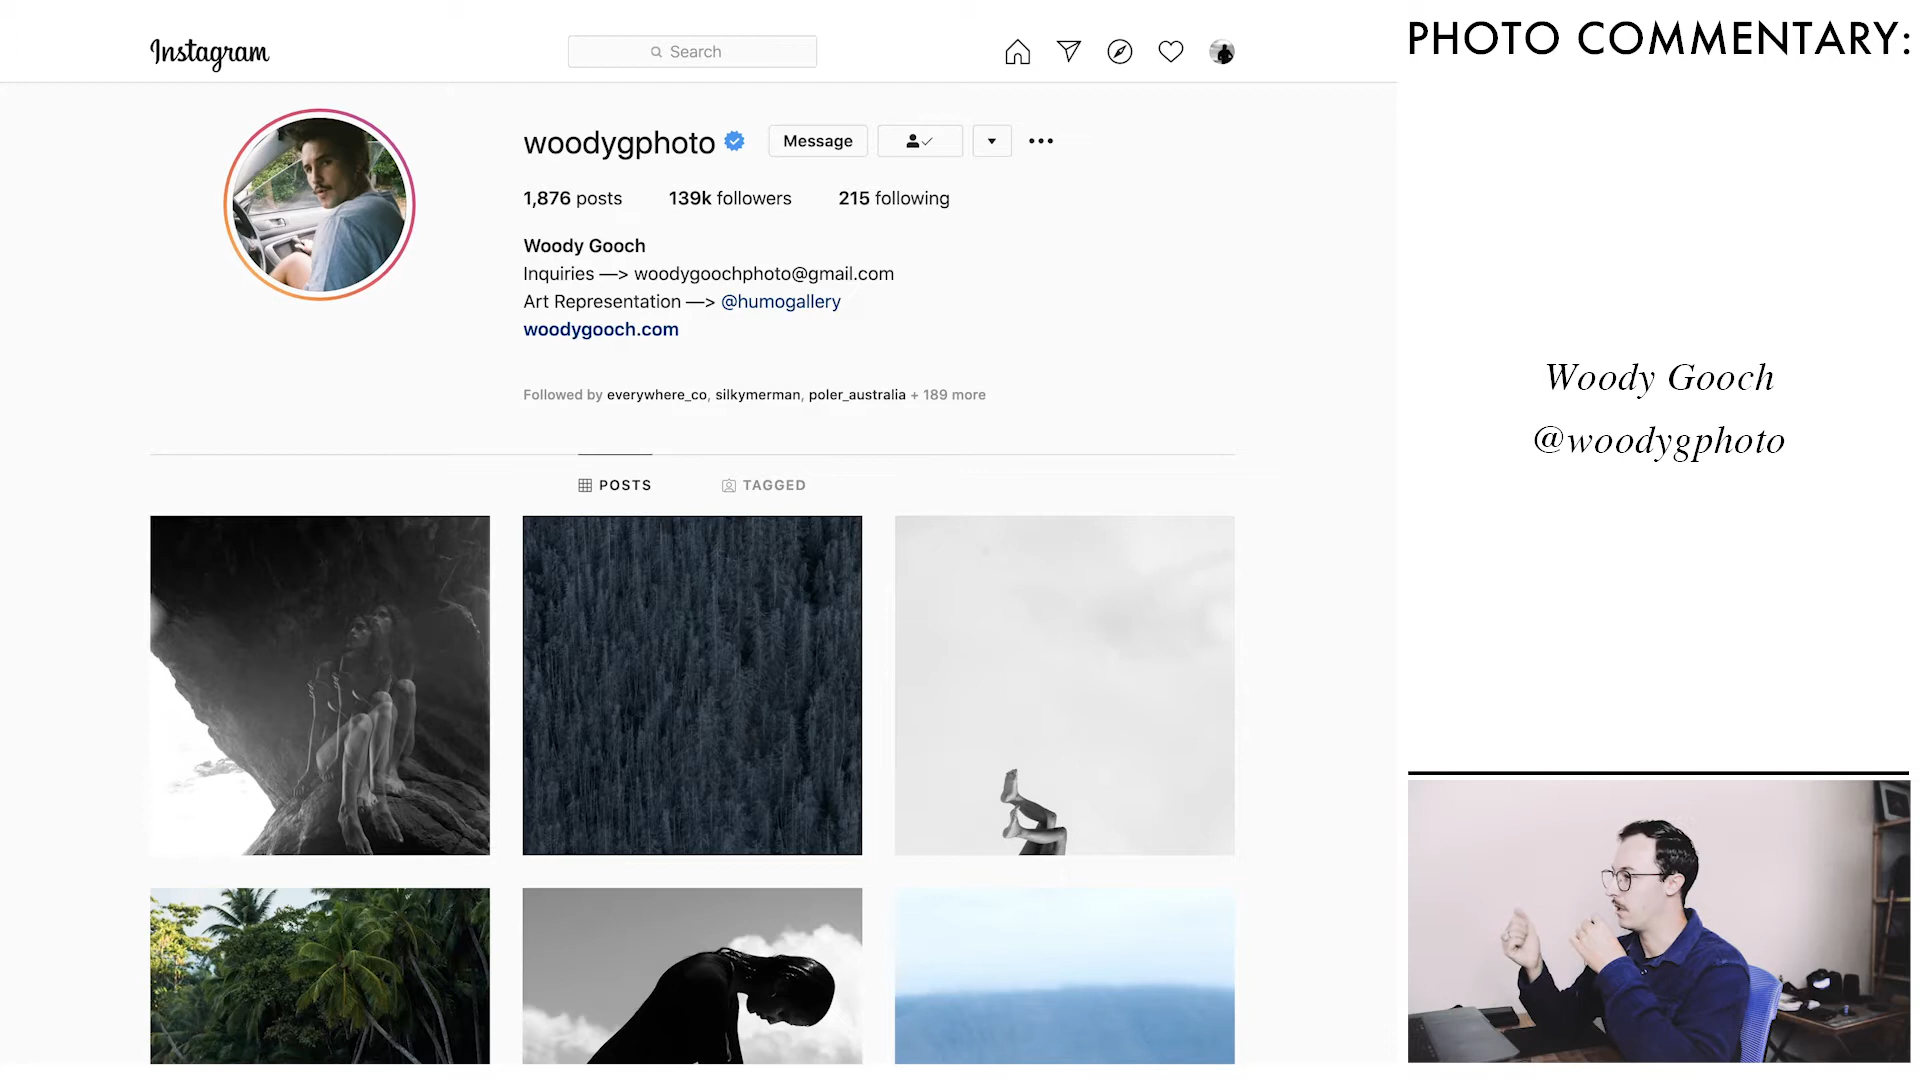 Instagram
Search
PHOTO COMMENTARY:
woodygphoto
Message
1,876 posts 139k followers 215 following
Woody Gooch
Inquiries —> woodygoochphoto@gmail.com
Art Representation —> @humogallery
woodygooch.com
Followed by everywhere_co, silkymerman, poler_australia + 189 more
POSTS TAGGED
Woody Gooch
@woodygphoto